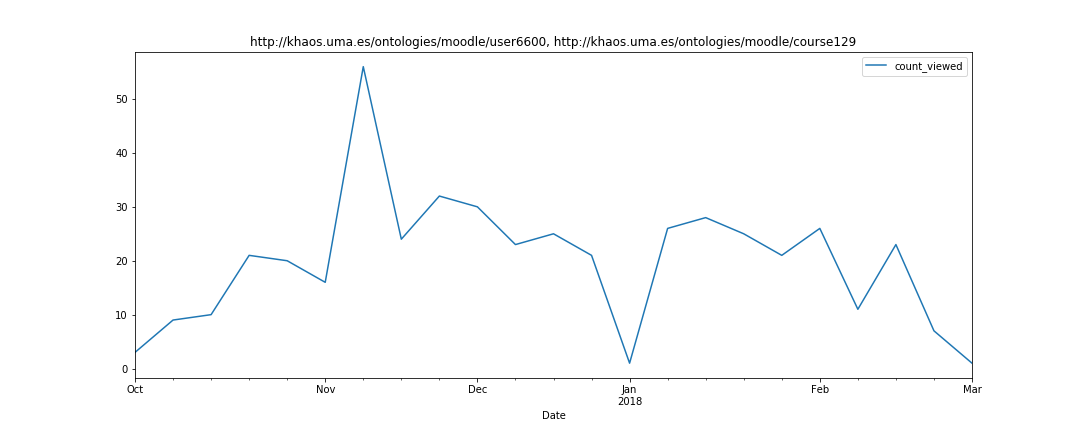 http://khaos.uma.es/ontologies/moodle/user6600, http://khaos.uma.es/ontologies/moodle/course129
count_viewed
50
40
30
20
10
0
Oct Nov Dec Jan Feb Mar
2018
Date